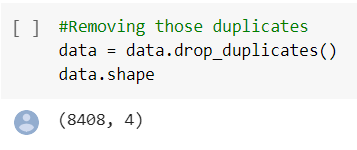 [ ] #Removing those duplicates
data = data.drop_duplicates()
data.shape
(8408, 4)